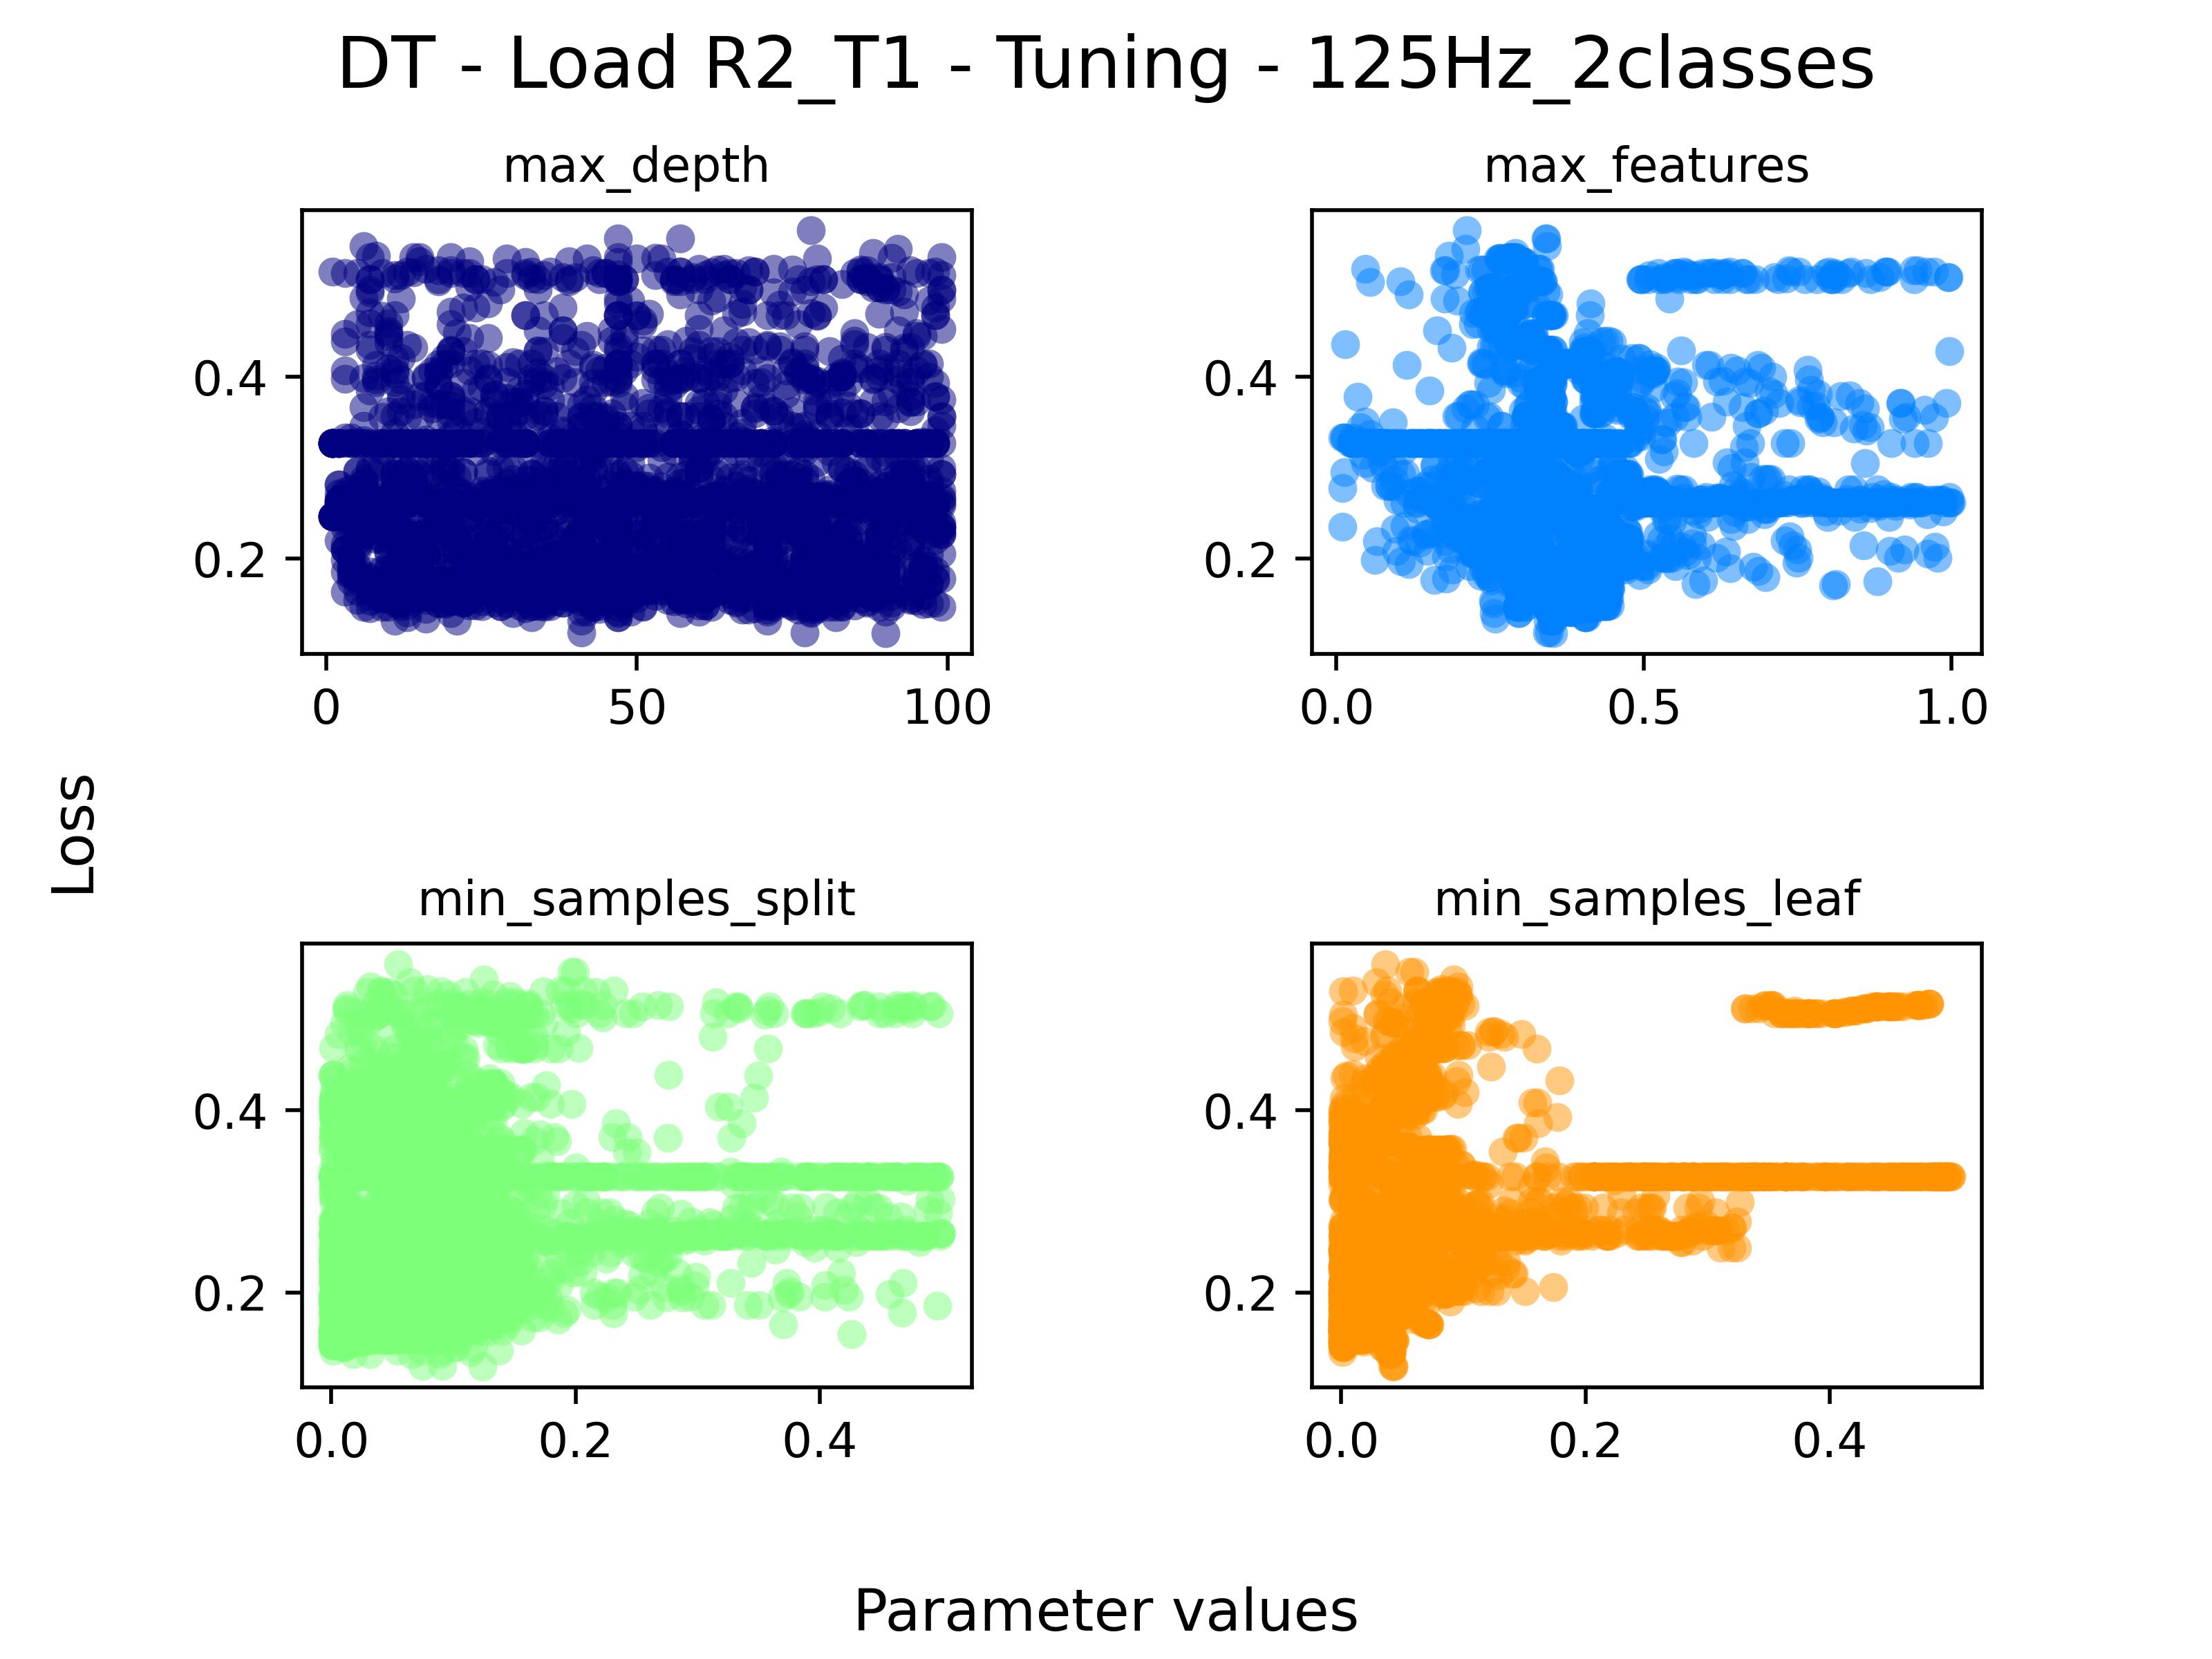 DT - Load R2_T1 - Tuning - 125Hz_2classes
max_depth
max_features
0.4
0.2
0
50
100
0.4
0.2
0.0
0.5
1.0
Loss
min_samples_split
min_samples_leaf
0.4
0.2
0.0
0.2
0.4
0.4
0.2
0.0
0.2
0.4
Parameter values